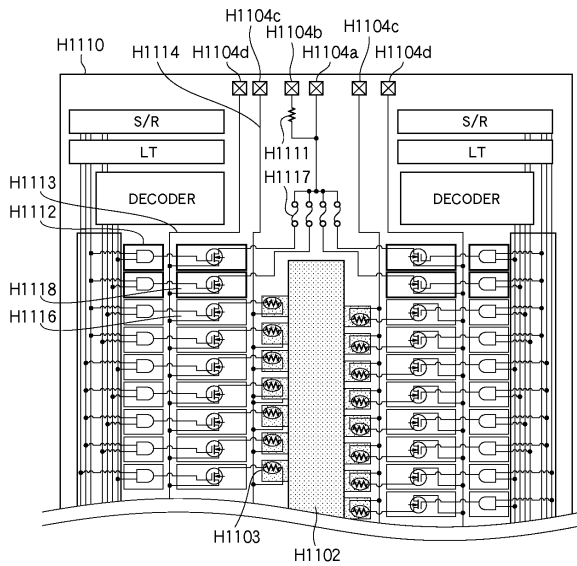 H1104c
H1104b
H1104c
H1110
H1114
H1104d
H1104a
H1104d
S/R
S/R
LT
H1111
LT
H1117
H1113
DECODER
DECODER
H1112
H1118
H1116
H1103
H1102